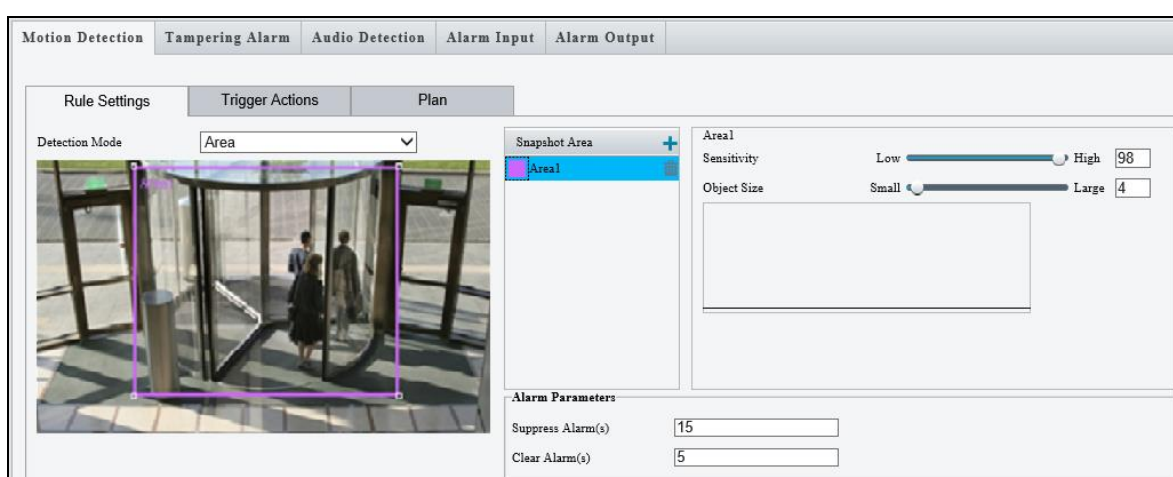 Motion Detection Tampering Alarm Audio Detection Alarm Input Alarm Output
Rule Settings Trigger Actions Plan
Detection Mode Area
Snapshot Area +
Area1
Area1
Area1
Sensitivity Low High 98
Object Size Small Large 4
Alarm Parameters
Suppress Alarm(s) 15
Clear Alarm(s) 5